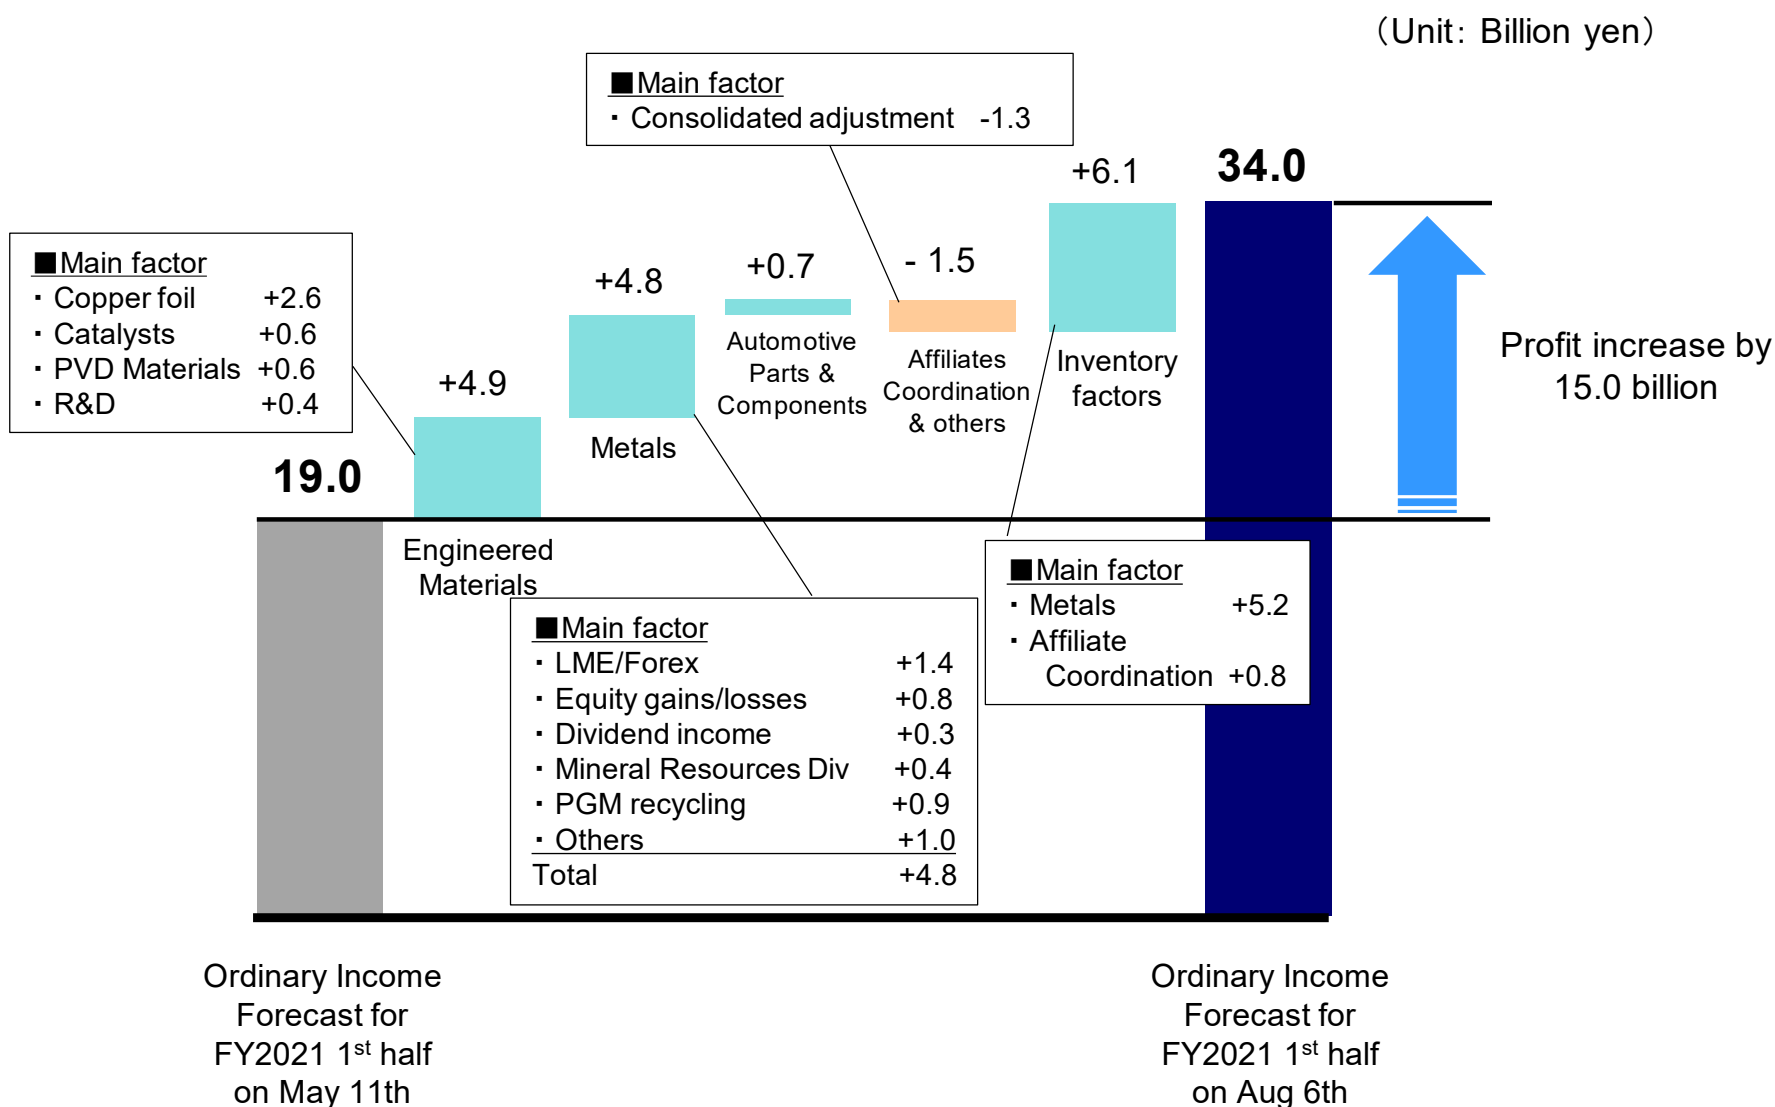 （Unit: Billion yen）
■Main factor
・Consolidated adjustment -1.3
+6.1
34.0
■Main factor
・Copper foil +2.6
・Catalysts +0.6
・PVD Materials +0.6
・R&D +0.4
+4.9
+4.8
+0.7
- 1.5
Automotive
Parts &
Components
Affiliates
Coordination
& others
Inventory
factors
Metals
Profit increase by
15.0 billion
19.0
Engineered
Materials
■Main factor
・LME/Forex +1.4
・Equity gains/losses +0.8
・Dividend income +0.3
・Mineral Resources Div +0.4
・PGM recycling +0.9
・Others +1.0
Total +4.8
■Main factor
・Metals +5.2
・Affiliate
Coordination +0.8
Ordinary Income
Forecast for
FY2021 1st half
on May 11th
Ordinary Income
Forecast for
FY2021 1st half
on Aug 6th